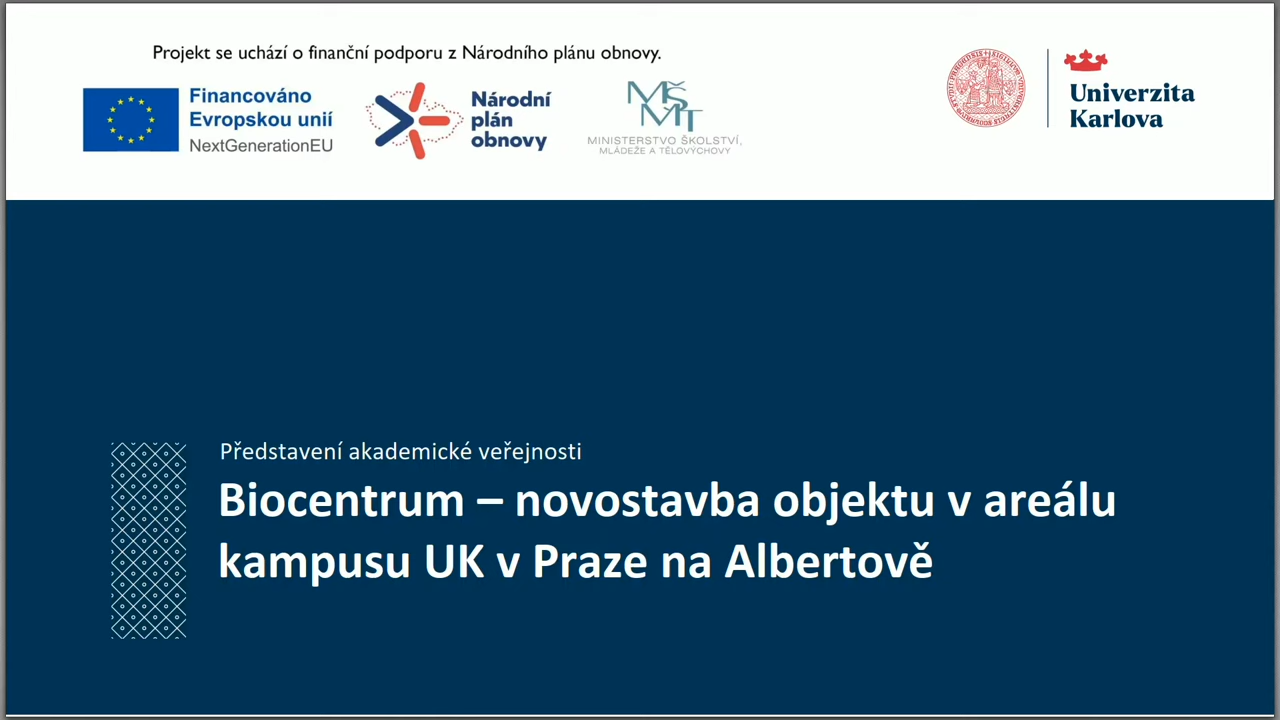 Projekt se uchází o finanční podporu z Národního plánu obnovy.
Financováno
Evropskou unií
NextGenerationEU
Národní
plán
obnovy
MŠMT
MINISTERSTVO ŠKOLSTVÍ,
MLÁDEŽE A TĚLOVÝCHOVY
Univerzita
Karlova
Představení akademické veřejnosti
Biocentrum – novostavba objektu v areálu
kampusu UK v Praze na Albertově